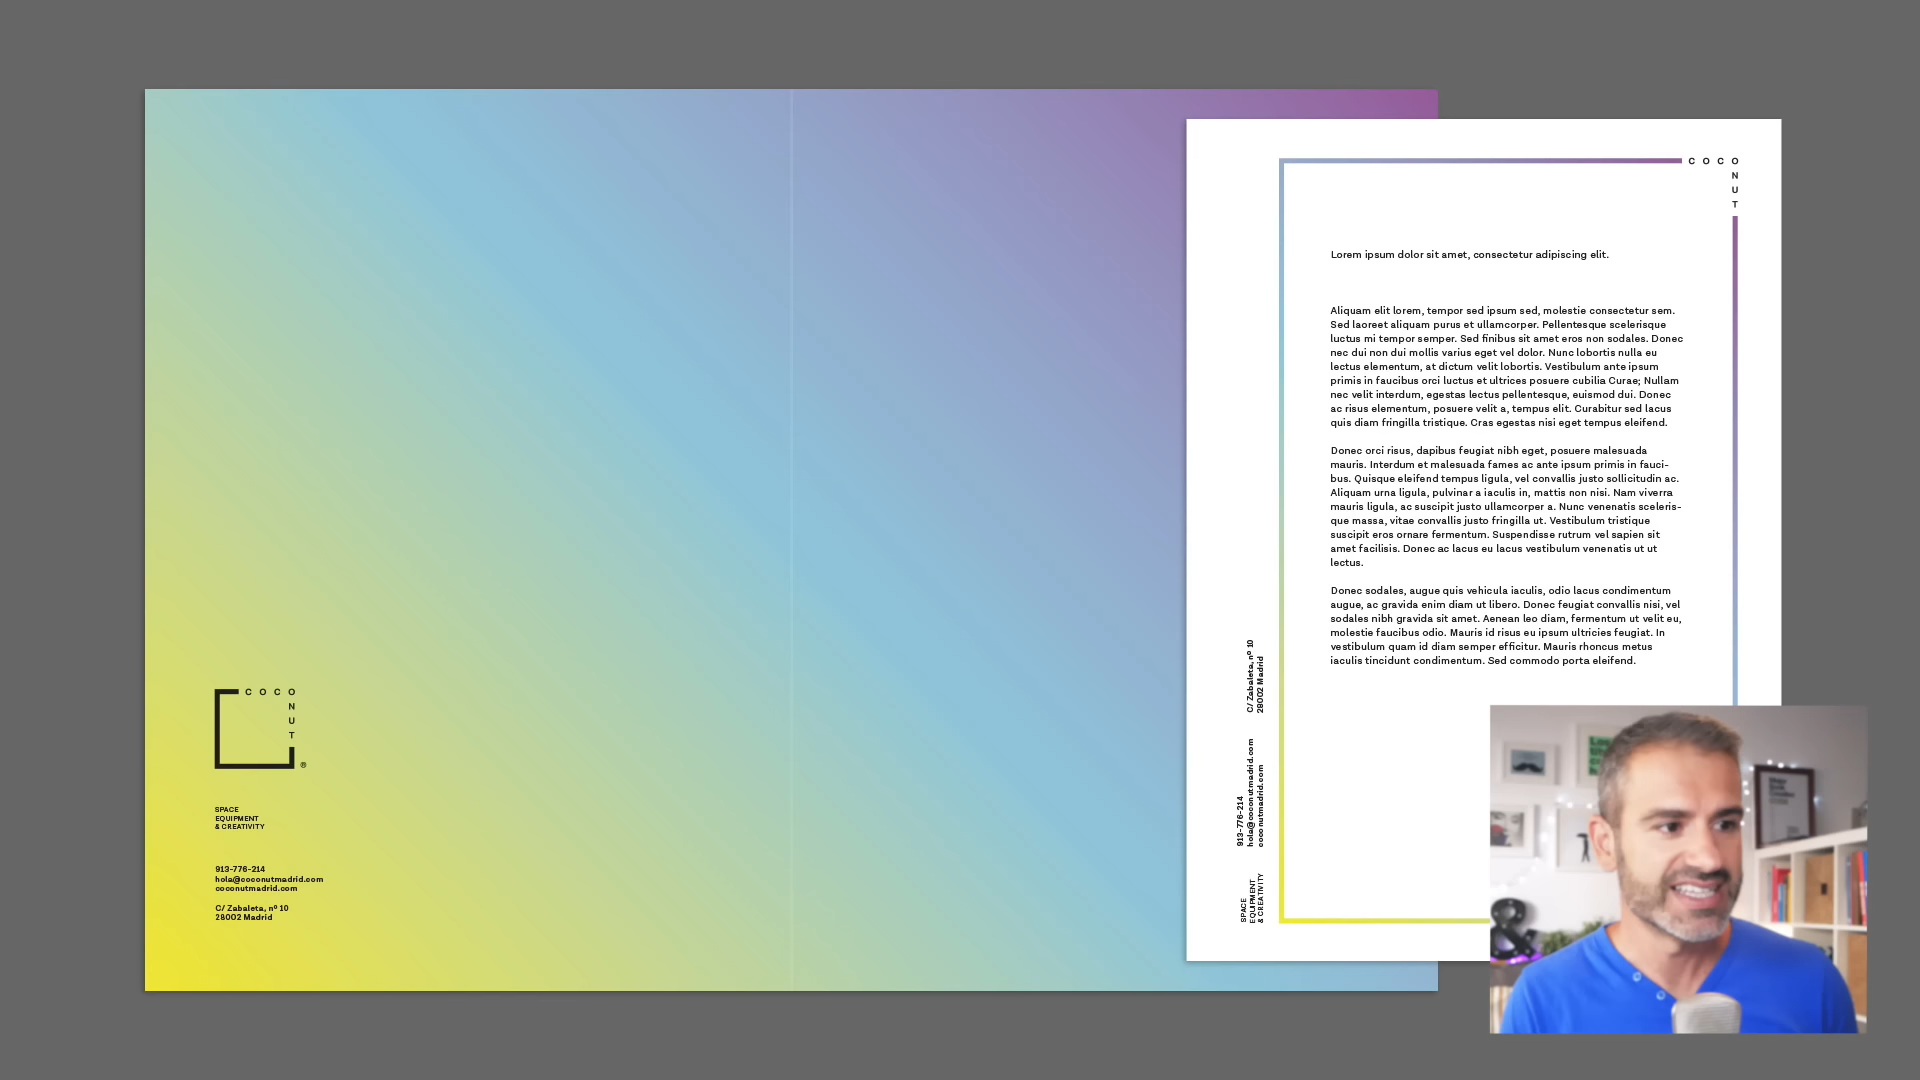 COCONUT
®
SPACE
EQUIPMENT
& CREATIVITY
913-776-214
hola@coconutmadrid.com
coconutmadrid.com
C/ Zabaleta, nº 10
28002 Madrid
COCONUT
Lorem ipsum dolor sit amet, consectetur adipiscing elit.
Aliquam elit lorem, tempor sed ipsum sed, molestie consectetur sem.
Sed laoreet aliquam purus et ullamcorper. Pellentesque scelerisque
luctus mi tempor semper. Sed finibus sit amet eros non sodales. Donec
nec dui non dui mollis varius eget vel dolor. Nunc lobortis nulla eu
lectus elementum, at dictum velit lobortis. Vestibulum ante ipsum
primis in faucibus orci luctus et ultrices posuere cubilia Curae; Nullam
nec velit interdum, egestas lectus pellentesque, euismod dui. Donec
ac risus elementum, posuere velit a, tempus elit. Curabitur sed lacus
quis diam fringilla tristique. Cras egestas nisi eget tempus eleifend.
Donec orci risus, dapibus feugiat nibh eget, posuere malesuada
mauris. Interdum et malesuada fames ac ante ipsum primis in fauci-
bus. Quisque eleifend tempus ligula, vel convallis justo sollicitudin ac.
Aliquam urna ligula, pulvinar a iaculis in, mattis non nisi. Nam viverra
mauris ligula, ac suscipit justo ullamcorper a. Nunc venenatis sceleris-
que massa, vitae convallis justo fringilla ut. Vestibulum tristique
suscipit eros ornare fermentum. Suspendisse rutrum vel sapien sit
amet facilisis. Donec ac lacus eu lacus vestibulum venenatis ut ut
lectus.
Donec sodales, augue quis vehicula iaculis, odio lacus condimentum
augue, ac gravida enim diam ut libero. Donec feugiat convallis nisi, vel
sodales nibh gravida sit amet. Aenean leo diam, fermentum ut velit eu,
molestie faucibus odio. Mauris id risus eu ipsum ultricies feugiat. In
vestibulum quam id diam semper efficitur. Mauris rhoncus metus
iaculis tincidunt condimentum. Sed commodo porta eleifend.
C/ Zabaleta, nº 10
28002 Madrid
913-776-214
hola@coconutmadrid.com
coconutmadrid.com
SPACE
EQUIPMENT
& CREATIVITY
&